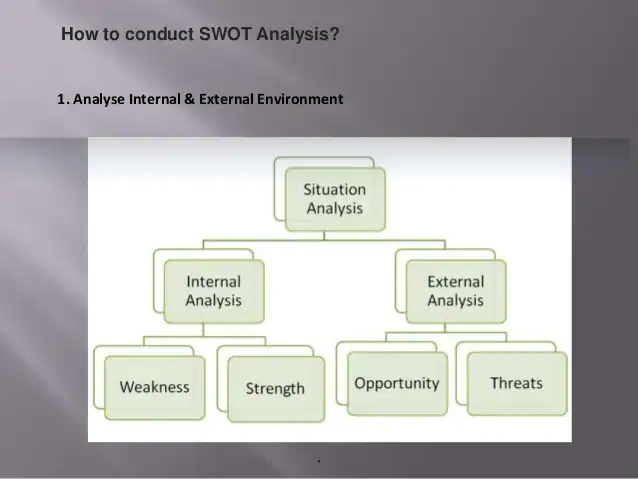 How to conduct SWOT Analysis?
1. Analyse Internal & External Environment
Situation
Analysis
Internal
Analysis
External
Analysis
Weakness
Strength
Opportunity
Threats
.